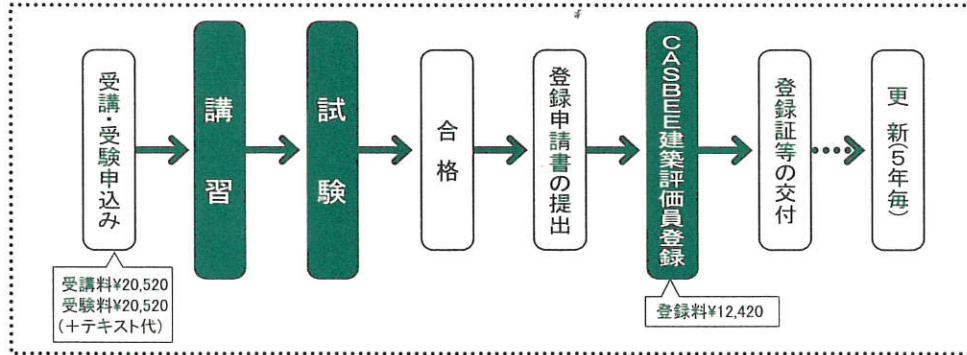 受講・受験申込み
講習
試験
合格
登録申請書の提出
CASBEE建築評価員登録
登録証等の交付
更 新(5年毎)
受講料¥20,520
受験料¥20,520
(+テキスト代)
登録料¥12,420